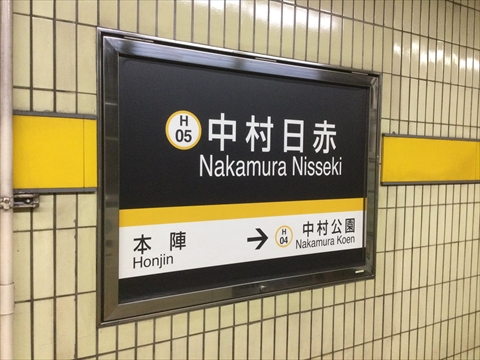 H
05
中村日赤
Nakamura Nisseki
本陣
Honjin
→
H
04
中村公園
Nakamura Koen